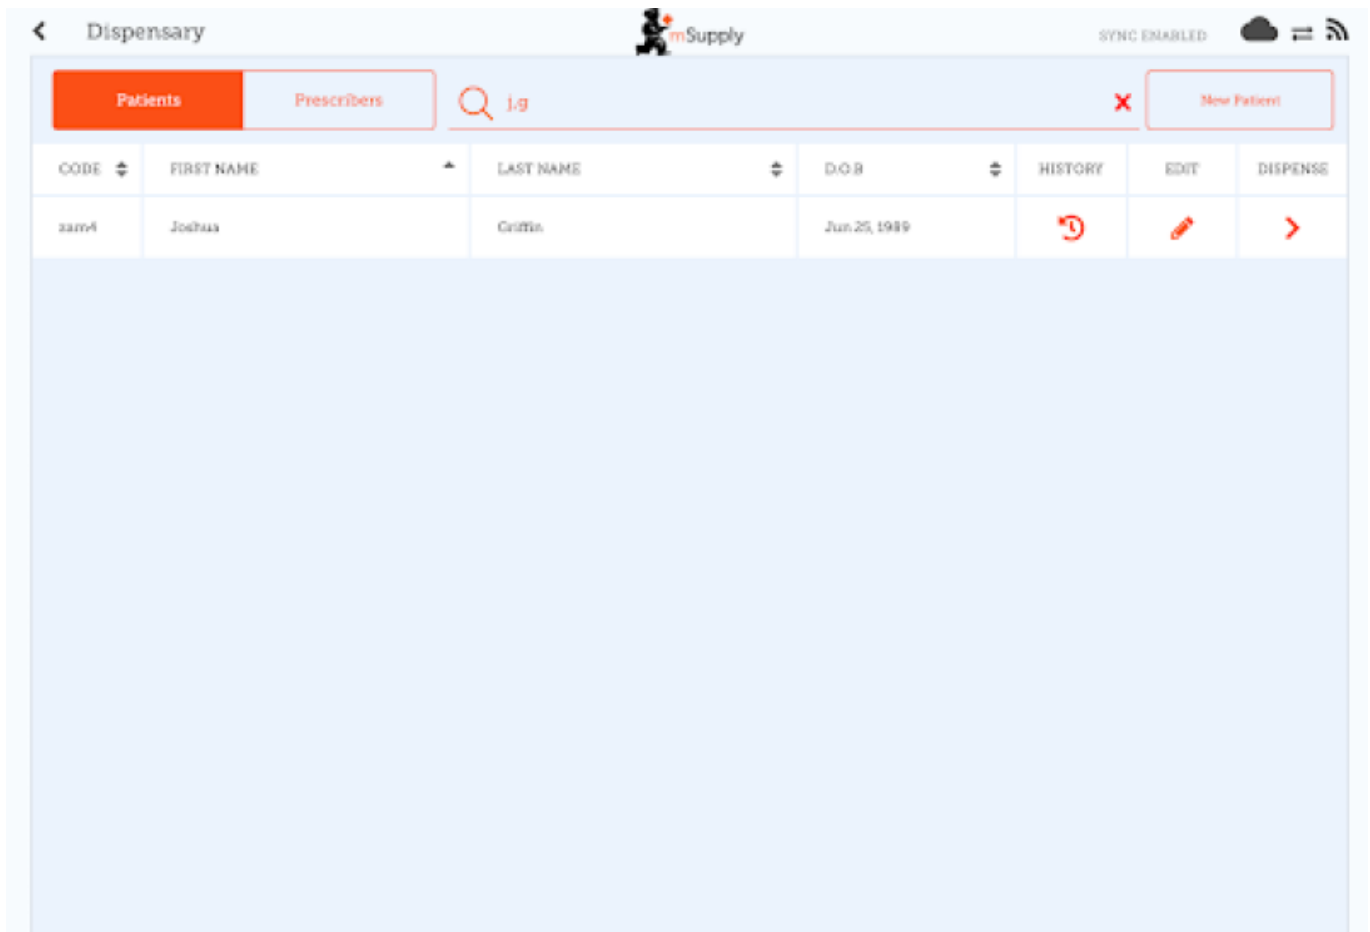 Dispensary
mSupply
SYNC ENABLED
Patients
Prescribers
j,g
New Patient
CODE
FIRST NAME
LAST NAME
D.O.B
HISTORY
EDIT
DISPENSE
Joshua
Griffin
Jun 25, 1989